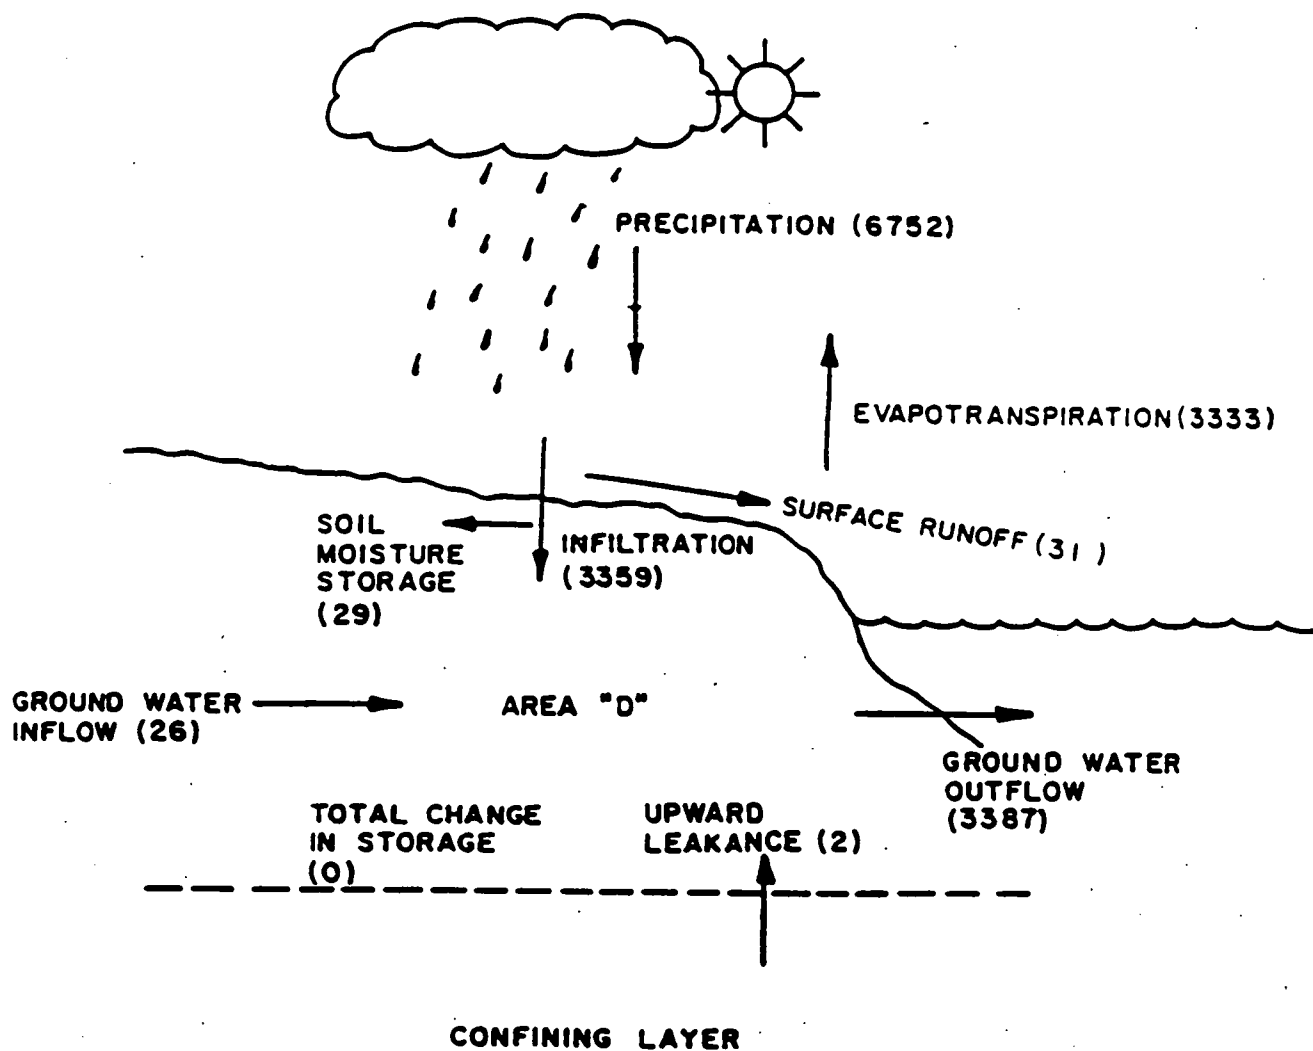 PRECIPITATION (6752)
EVAPOTRANSPIRATION (3333)
SURFACE RUNOFF (31 )
SOIL
MOISTURE
STORAGE
(29)
INFILTRATION
(3359)
GROUND WATER
INFLOW (26)
AREA "D"
GROUND WATER
OUTFLOW
(3387)
TOTAL CHANGE
IN STORAGE
(0)
UPWARD
LEAKANCE (2)
CONFINING LAYER